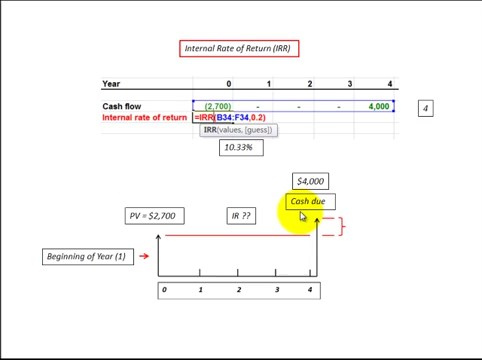 Internal Rate of Return (IRR)
Year 0 1 2 3 4
Cash flow (2,700) - - - 4,000
Internal rate of return =IRR(B34:F34,0.2)
4
IRR(values, [guess])
10.33%
$4,000
Cash due
PV = $2,700 IR ??
Beginning of Year (1)
0 1 2 3 4